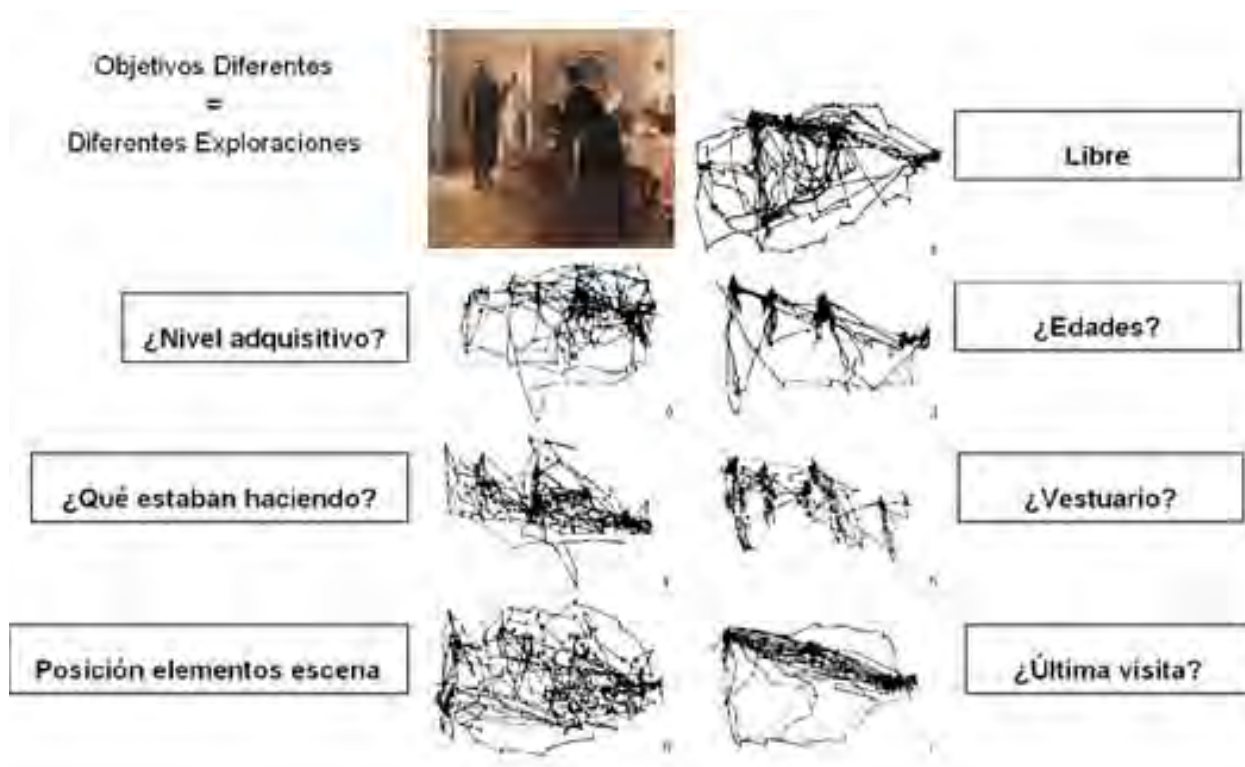 Objetivos Diferentes
=
Diferentes Exploraciones
Libre
¿Nivel adquisitivo?
¿Edades?
¿Qué estaban haciendo?
¿Vestuario?
Posición elementos escena
¿Última visita?